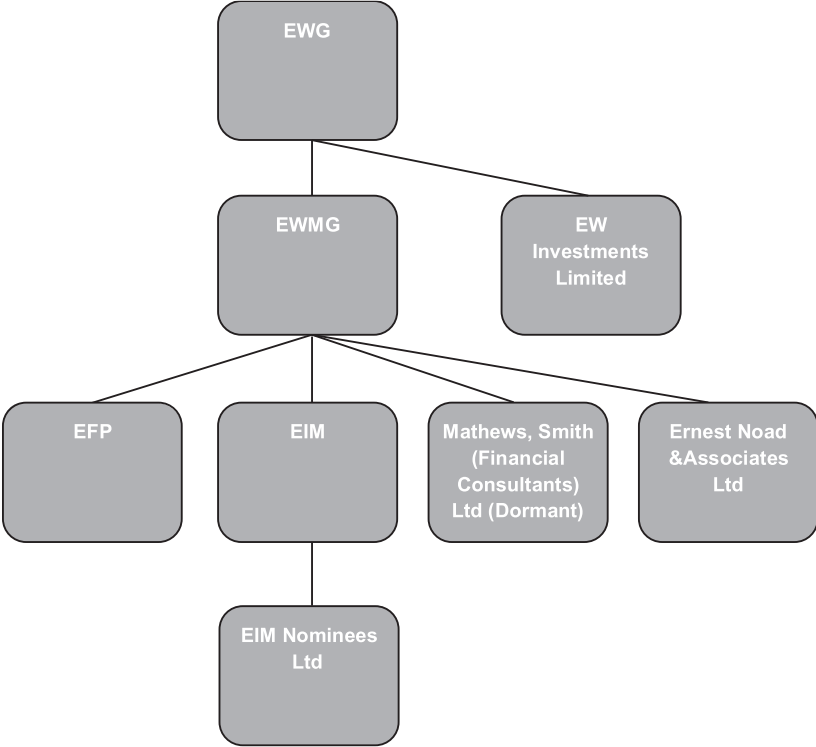 EWG
EWMG
EW
Investments
Limited
EFP
EIM
Mathews, Smith
(Financial
Consultants)
Ltd (Dormant)
Ernest Noad
&Associates
Ltd
EIM Nominees
Ltd